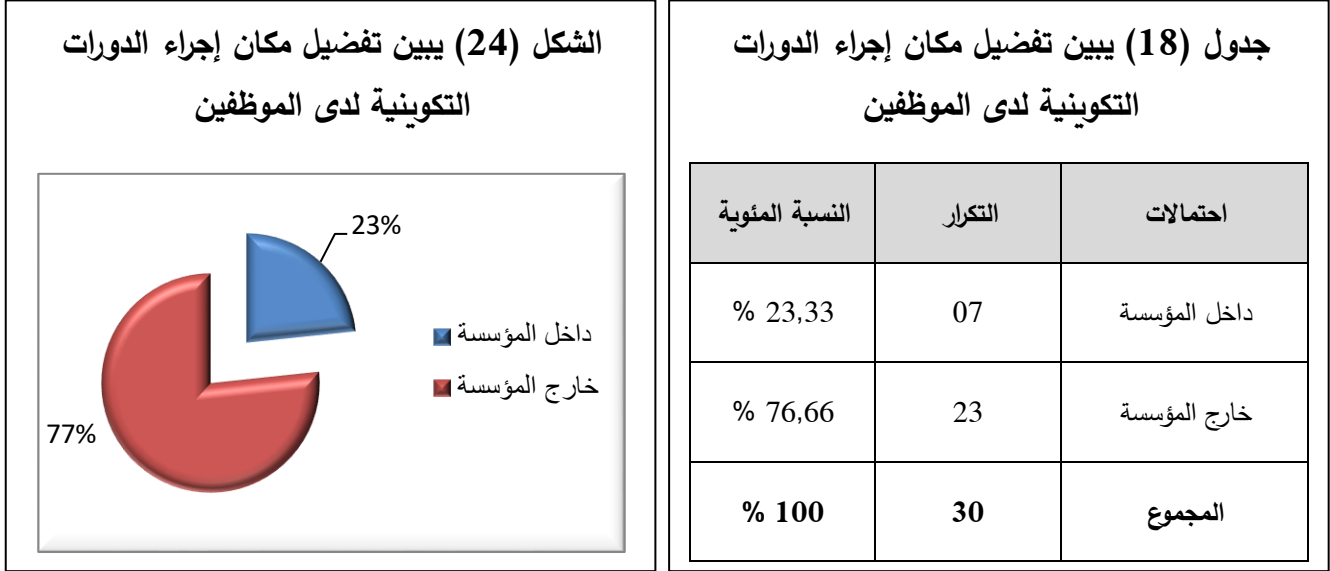 جدول (18) يبين تفضيل مكان إجراء الدورات
التكوينية لدى الموظفين
احتمالات التكرار النسبة المئوية
داخل المؤسسة 07 23,33 %
خارج المؤسسة 23 76,66 %
المجموع 30 100 %
الشكل (24) يبين تفضيل مكان إجراء الدورات
التكوينية لدى الموظفين
23%
داخل المؤسسة
خارج المؤسسة
77%